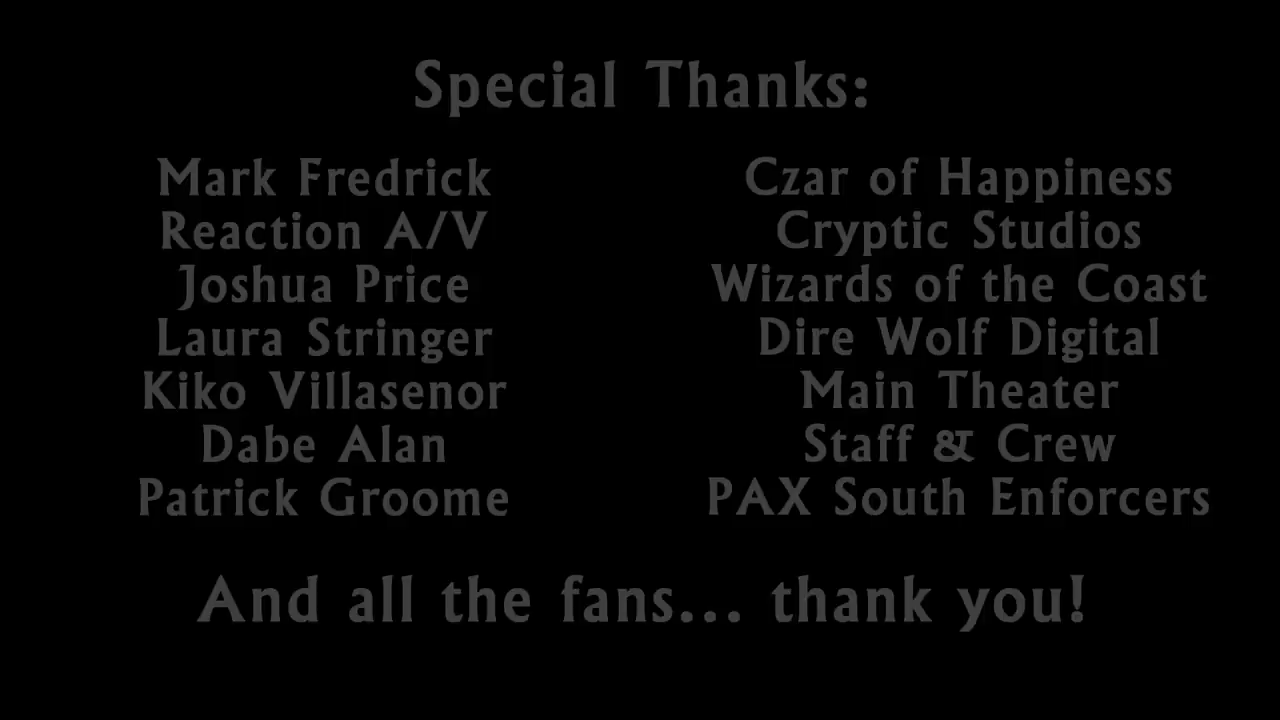 Special Thanks:
Mark Fredrick
Reaction A/V
Joshua Price
Laura Stringer
Kiko Villasenor
Dabe Alan
Patrick Groome
Czar of Happiness
Cryptic Studios
Wizards of the Coast
Dire Wolf Digital
Main Theater
Staff & Crew
PAX South Enforcers
And all the fans... thank you!